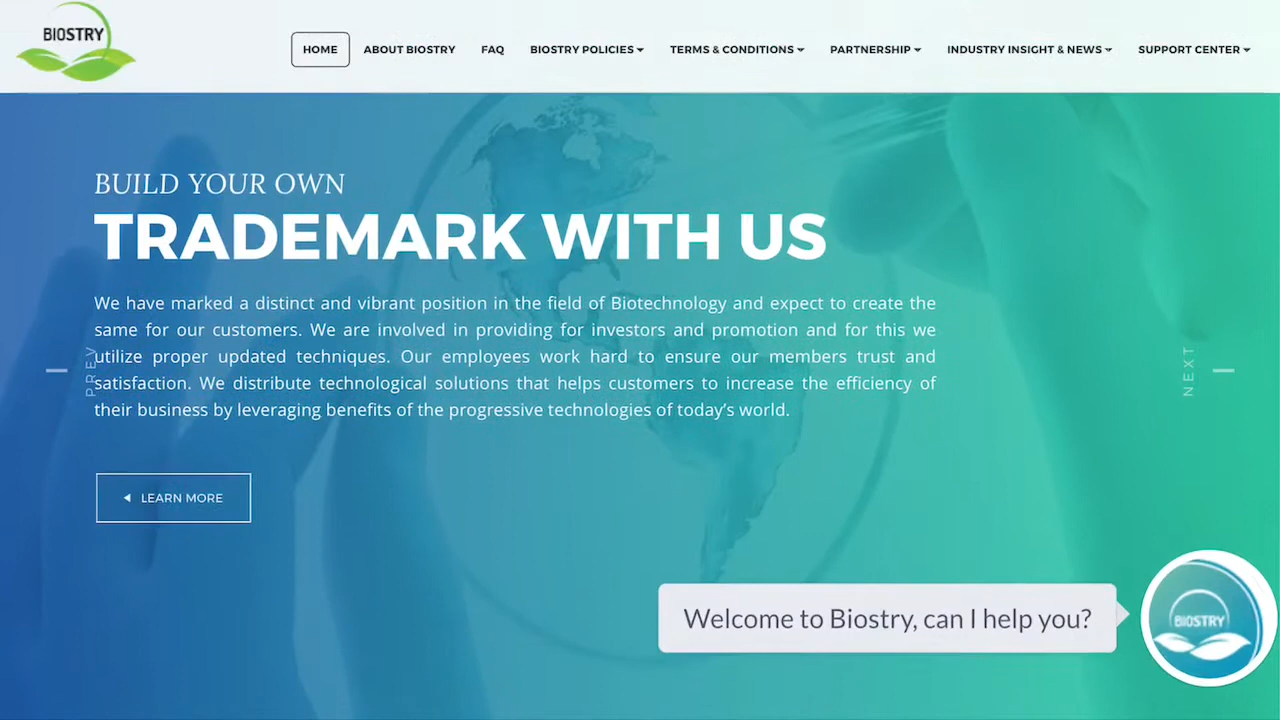 BIOSTRY
HOME
ABOUT BIOSTRY
FAQ
BIOSTRY POLICIES
TERMS & CONDITIONS
PARTNERSHIP
INDUSTRY INSIGHT & NEWS
SUPPORT CENTER
BUILD YOUR OWN
TRADEMARK WITH US
We have marked a distinct and vibrant position in the field of Biotechnology and expect to create the
same for our customers. We are involved in providing for investors and promotion and for this we
utilize proper updated techniques. Our employees work hard to ensure our members trust and
satisfaction. We distribute technological solutions that helps customers to increase the efficiency of
their business by leveraging benefits of the progressive technologies of today's world.
PREV
NEXT
LEARN MORE
Welcome to Biostry, can I help you?
BIOSTRY